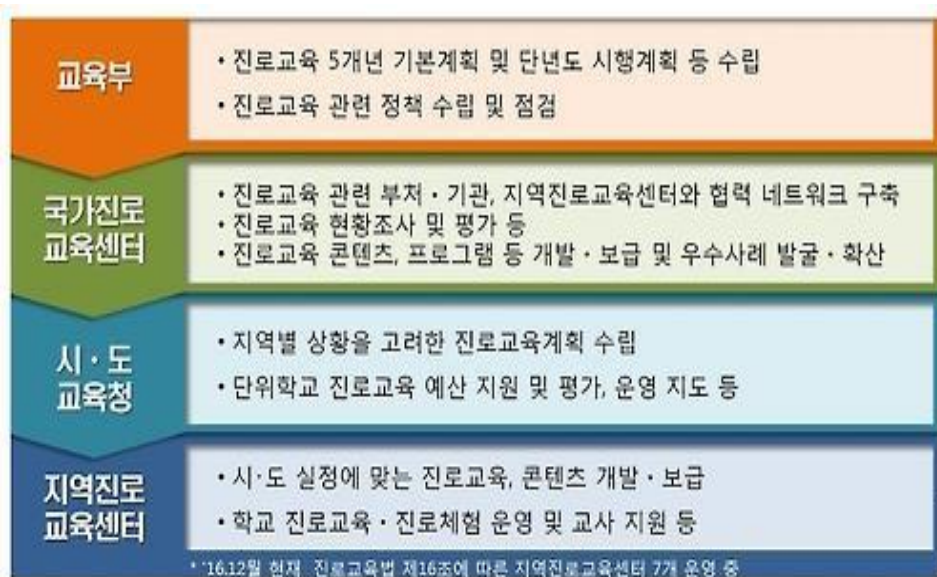 교육부
• 진로교육 5개년 기본계획 및 단년도 시행계획 등 수립
• 진로교육 관련 정책 수립 및 점검
국가진로
교육센터
• 진로교육 관련 부처・기관, 지역진로교육센터와 협력 네트워크 구축
• 진로교육 현황조사 및 평가 등
• 진로교육 콘텐츠, 프로그램 등 개발・보급 및 우수사례 발굴・확산
시・도
교육청
• 지역별 상황을 고려한 진로교육계획 수립
• 단위학교 진로교육 예산 지원 및 평가, 운영 지도 등
지역진로
교육센터
• 시·도 실정에 맞는 진로교육, 콘텐츠 개발・보급
• 학교 진로교육・진로체험 운영 및 교사 지원 등
* '16.12월 현재 진로교육법 제16조에 따른 지역진로교육센터 7개 운영 중